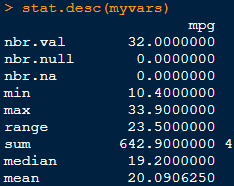 > stat.desc(myvars)
mpg
nbr.val 32.0000000
nbr.null 0.0000000
nbr.na 0.0000000
min 10.4000000
max 33.9000000
range 23.5000000
sum 642.9000000 4
median 19.2000000
mean 20.0906250